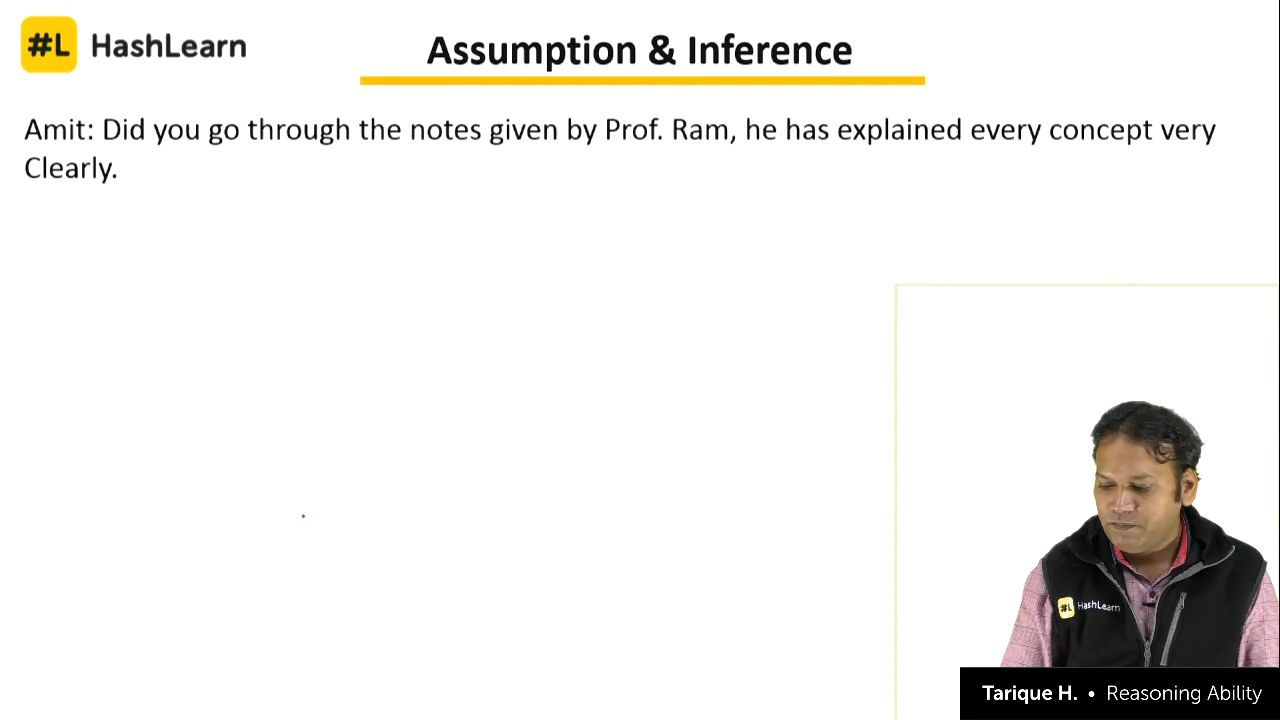 #L HashLearn
Assumption & Inference
Amit: Did you go through the notes given by Prof. Ram, he has explained every concept very
Clearly.
#L HashLearn
Tarique H. • Reasoning Ability